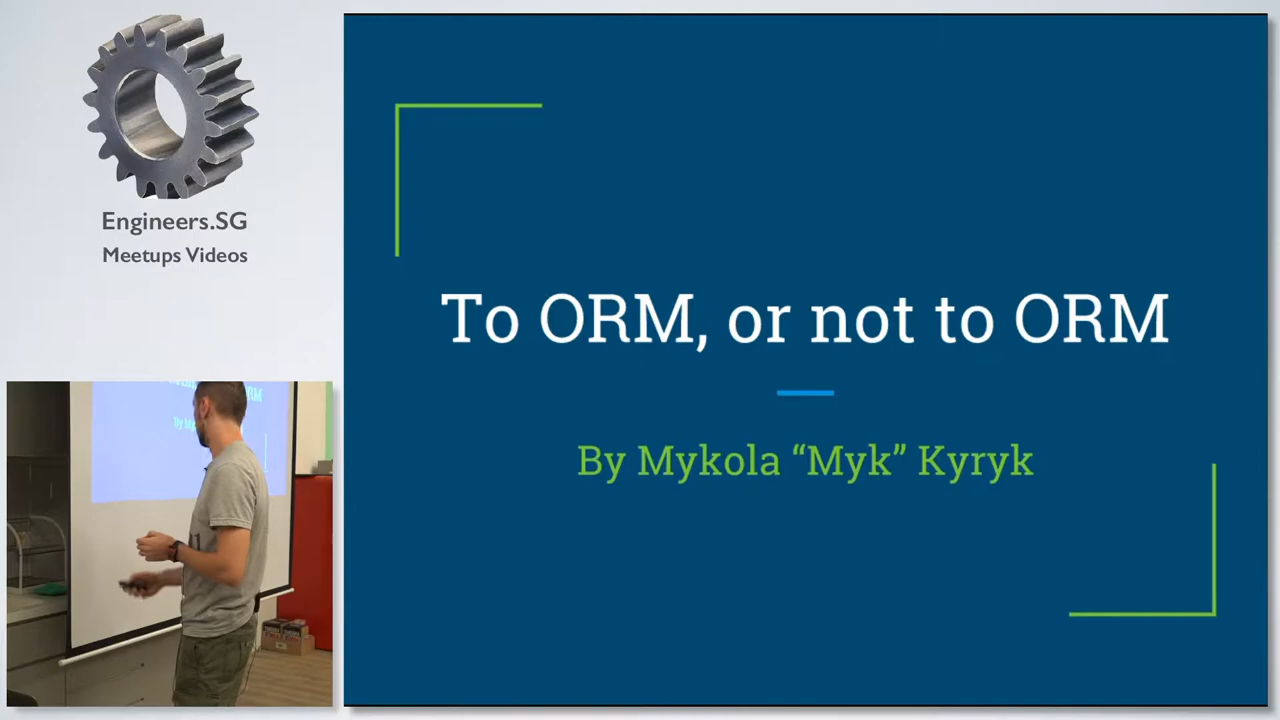 Engineers.SG
Meetups Videos
To ORM, or not to ORM
By Mykola “Myk” Kyryk